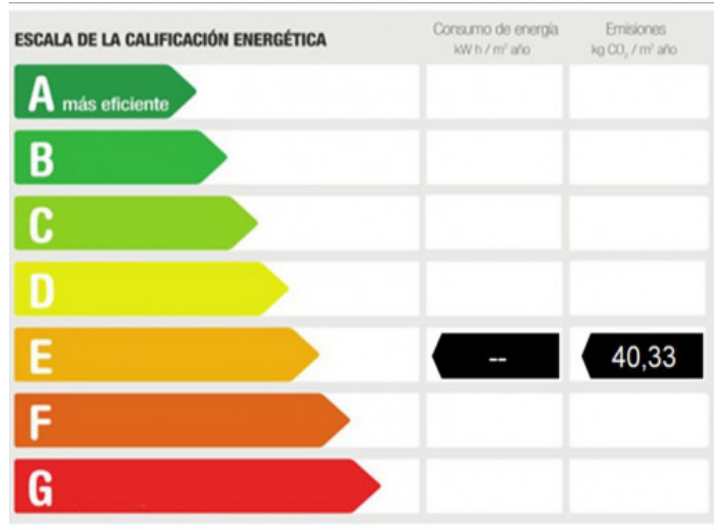 ESCALA DE LA CALIFICACIÓN ENERGÉTICA
Consumo de energía
kW h / m² año
Emisiones
kg CO₂ / m² año
A más eficiente
B
C
D
E -- 40,33
F
G